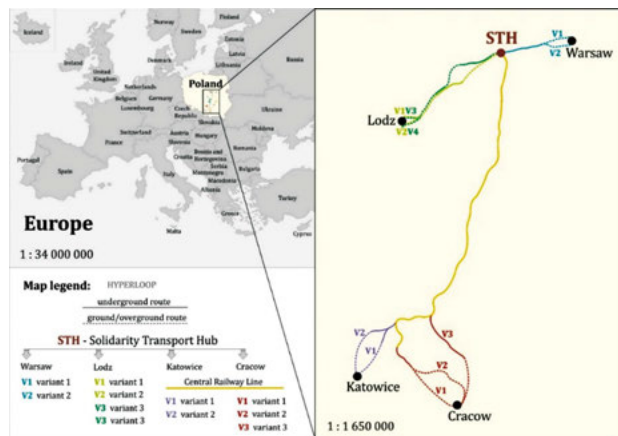 Iceland
Norway
Sweden
Finland
Estonia
Latvia
Lithuania
Russia
Ireland
United
Kingdom
Denmark
Poland
Netherlands
Belgium
Germany
Luxembourg
Czech
Republic
Slovakia
Ukraine
Moldova
France
Switzerland
Austria
Slovenia
Hungary
Romania
Croatia
Bosnia and
Herzegovina
Serbia
Montenegro
Bulgaria
Macedonia
Albania
Italy
Portugal
Spain
Greece
Turkey
Malta
Cyprus
Europe
1 : 34 000 000
Map legend:
HYPERLOOP
underground route
ground/overground route
STH - Solidarity Transport Hub
Warsaw
V1 variant 1
V2 variant 2
Lodz
V1 variant 1
V2 variant 2
V3 variant 3
V3 variant 3
Katowice
Cracow
Central Railway Line
V1 variant 1
V2 variant 2
V1 variant 1
V2 variant 2
V3 variant 3
STH
V1
V2
Warsaw
Lodz
V1 V3
V2 V4
V2
V1
Katowice
V3
V2
V1
Cracow
1 : 1 650 000